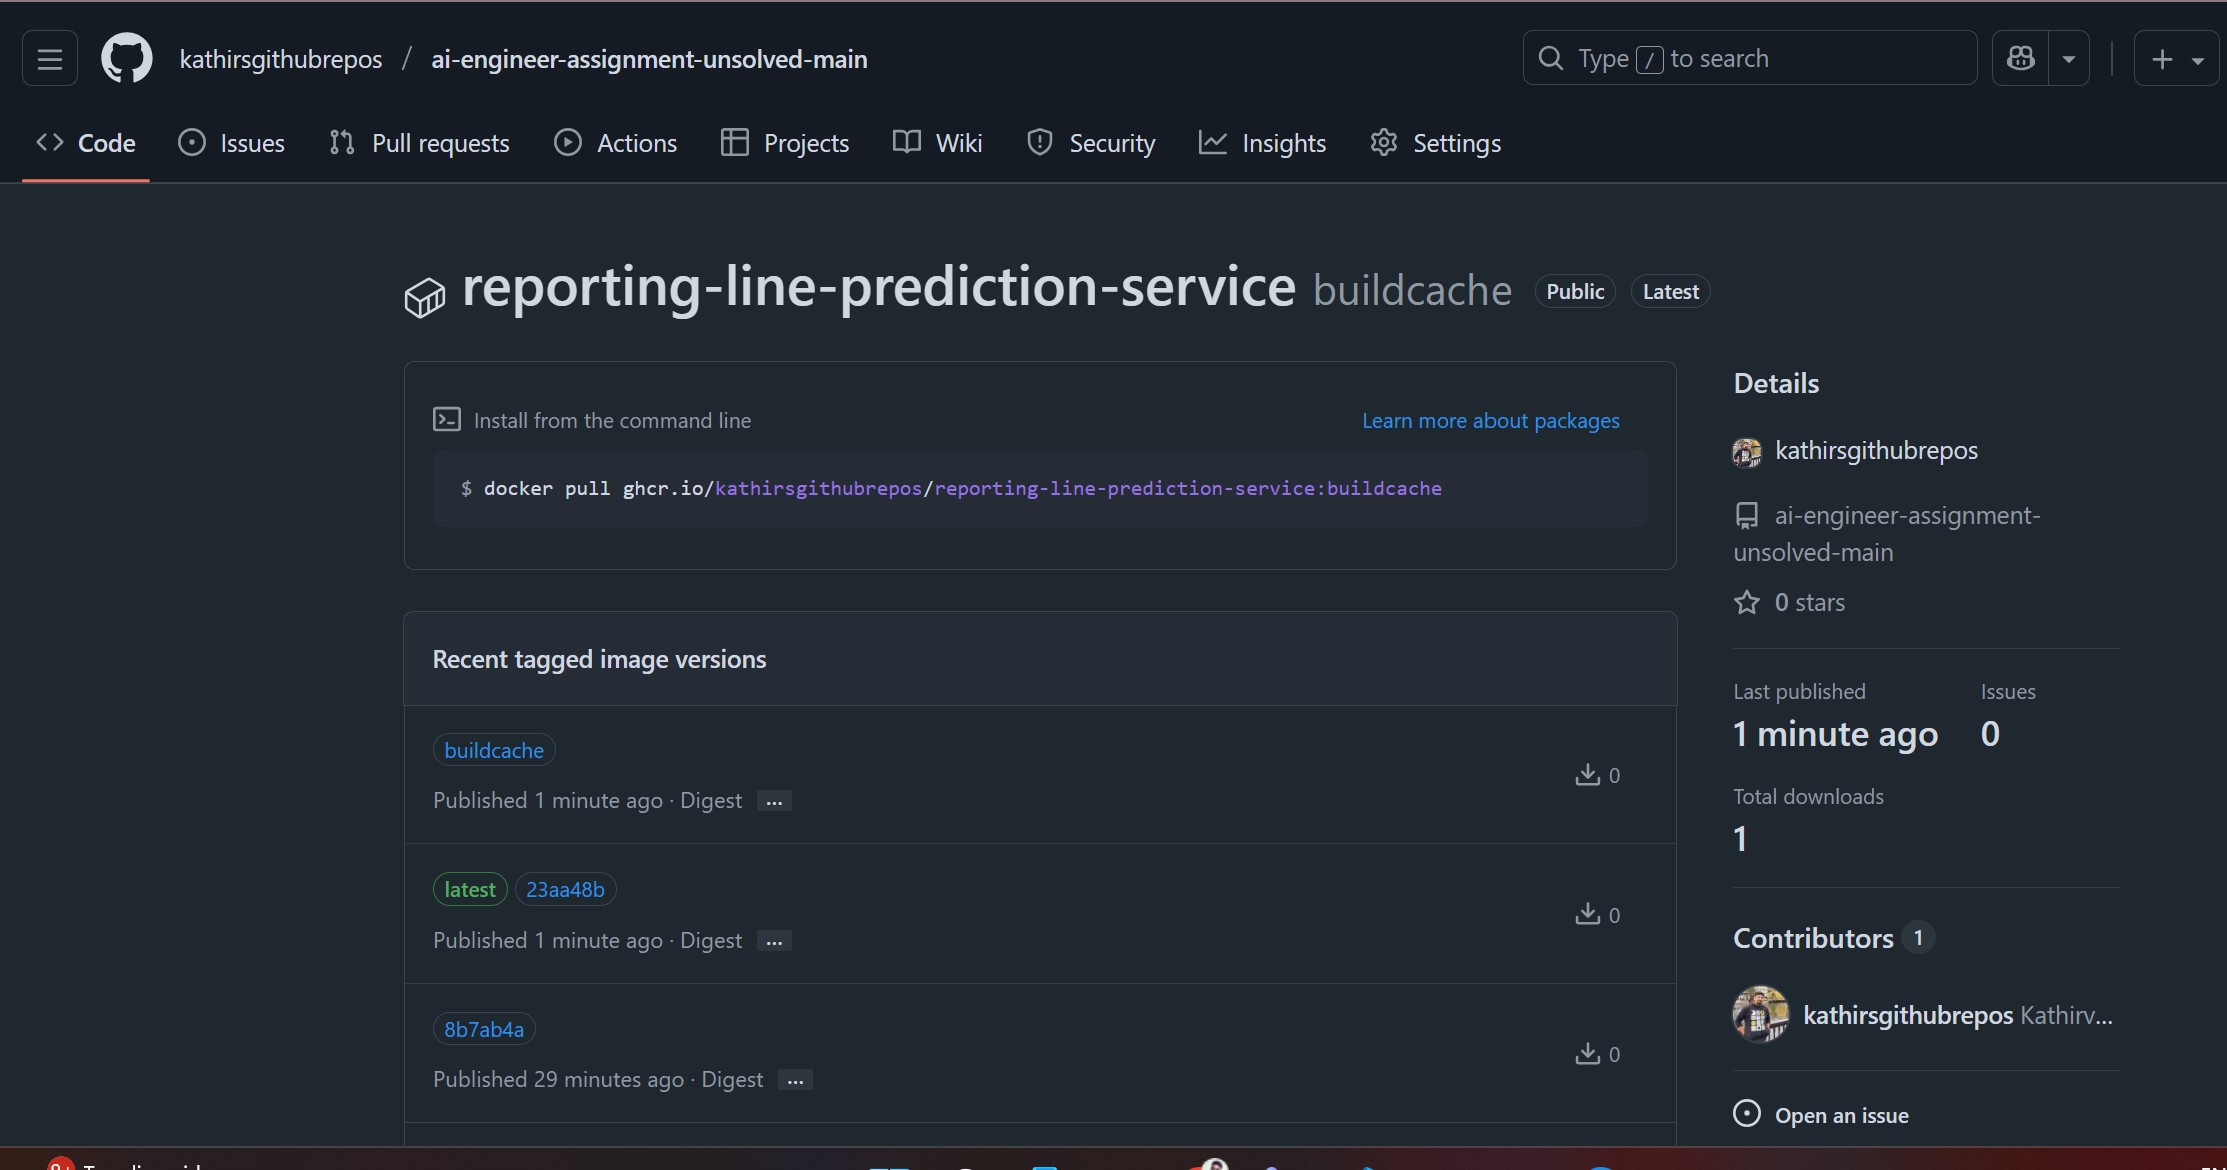 kathirsgithubrepos / ai-engineer-assignment-unsolved-main
Type / to search
Code Issues Pull requests Actions Projects Wiki Security Insights Settings
reporting-line-prediction-service buildcache Public Latest
Install from the command line Learn more about packages
$ docker pull ghcr.io/kathirsgithubrepos/reporting-line-prediction-service:buildcache
Recent tagged image versions
buildcache
Published 1 minute ago · Digest ...
0
latest 23aa48b
Published 1 minute ago · Digest ...
0
8b7ab4a
Published 29 minutes ago · Digest ...
0
Details
kathirsgithubrepos
ai-engineer-assignment-
unsolved-main
0 stars
Last published Issues
1 minute ago 0
Total downloads
1
Contributors 1
kathirsgithubrepos Kathirv...
Open an issue